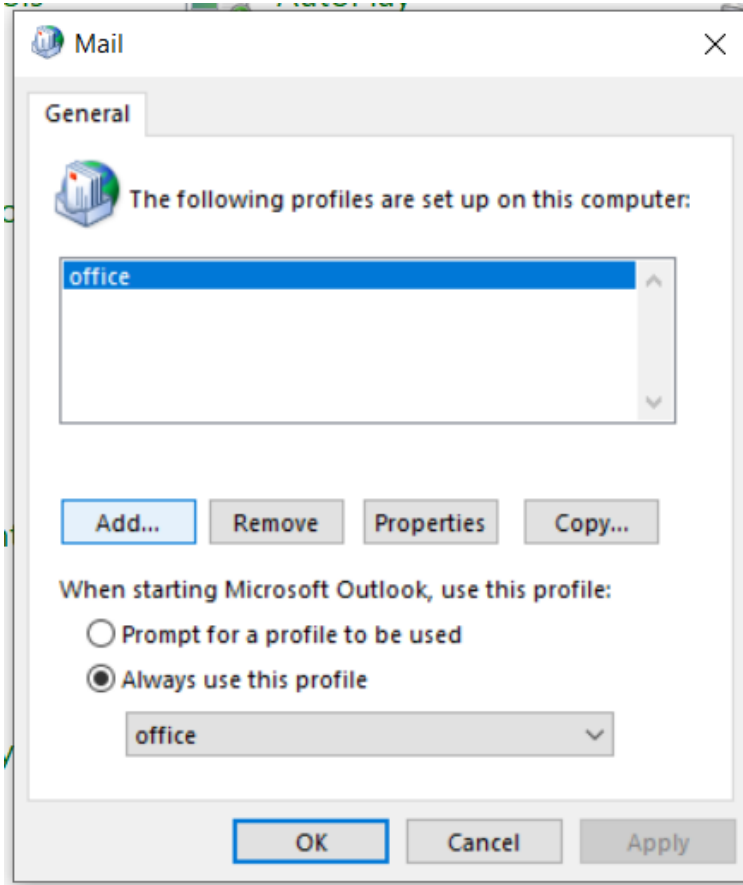 AutoPlay
Mail
General
The following profiles are set up on this computer:
office
Add...
Remove
Properties
Copy...
When starting Microsoft Outlook, use this profile:
Prompt for a profile to be used
Always use this profile
office
OK
Cancel
Apply